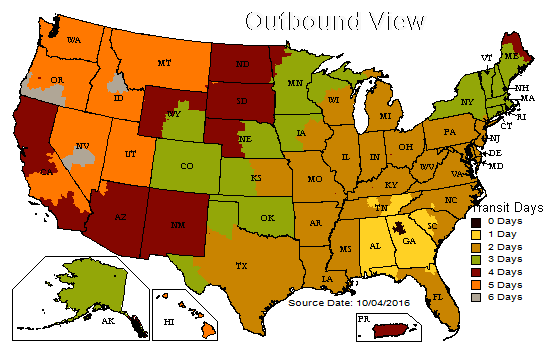 Outbound View
WA
MT
ND
MN
ME
VT
NH
MA
RI
CT
OR
ID
SD
WI
MI
NY
WY
NE
IA
PA
NJ
DE
MD
NV
UT
CO
KS
IL
IN
OH
WV
VA
CA
MO
KY
NC
AZ
NM
OK
AR
TN
SC
TX
LA
MS
AL
GA
FL
AK
HI
PR
Transit Days
0 Days
1 Day
2 Days
3 Days
4 Days
5 Days
6 Days
Source Date: 10/04/2016